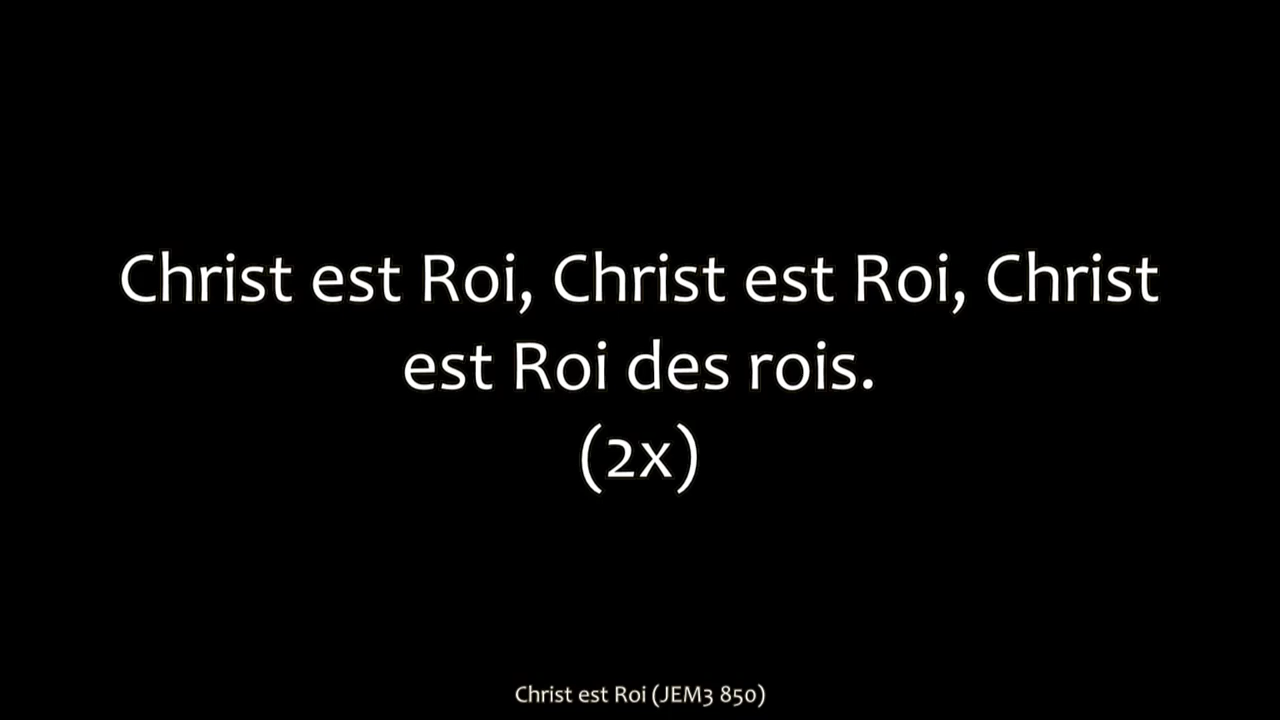 Christ est Roi, Christ est Roi, Christ
est Roi des rois.
(2x)
Christ est Roi (JEM3 850)